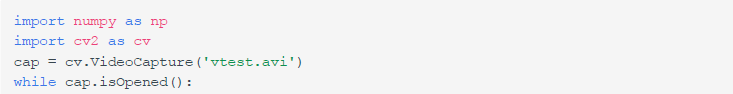 import numpy as np
import cv2 as cv
cap = cv.VideoCapture('vtest.avi')
while cap.isOpened():